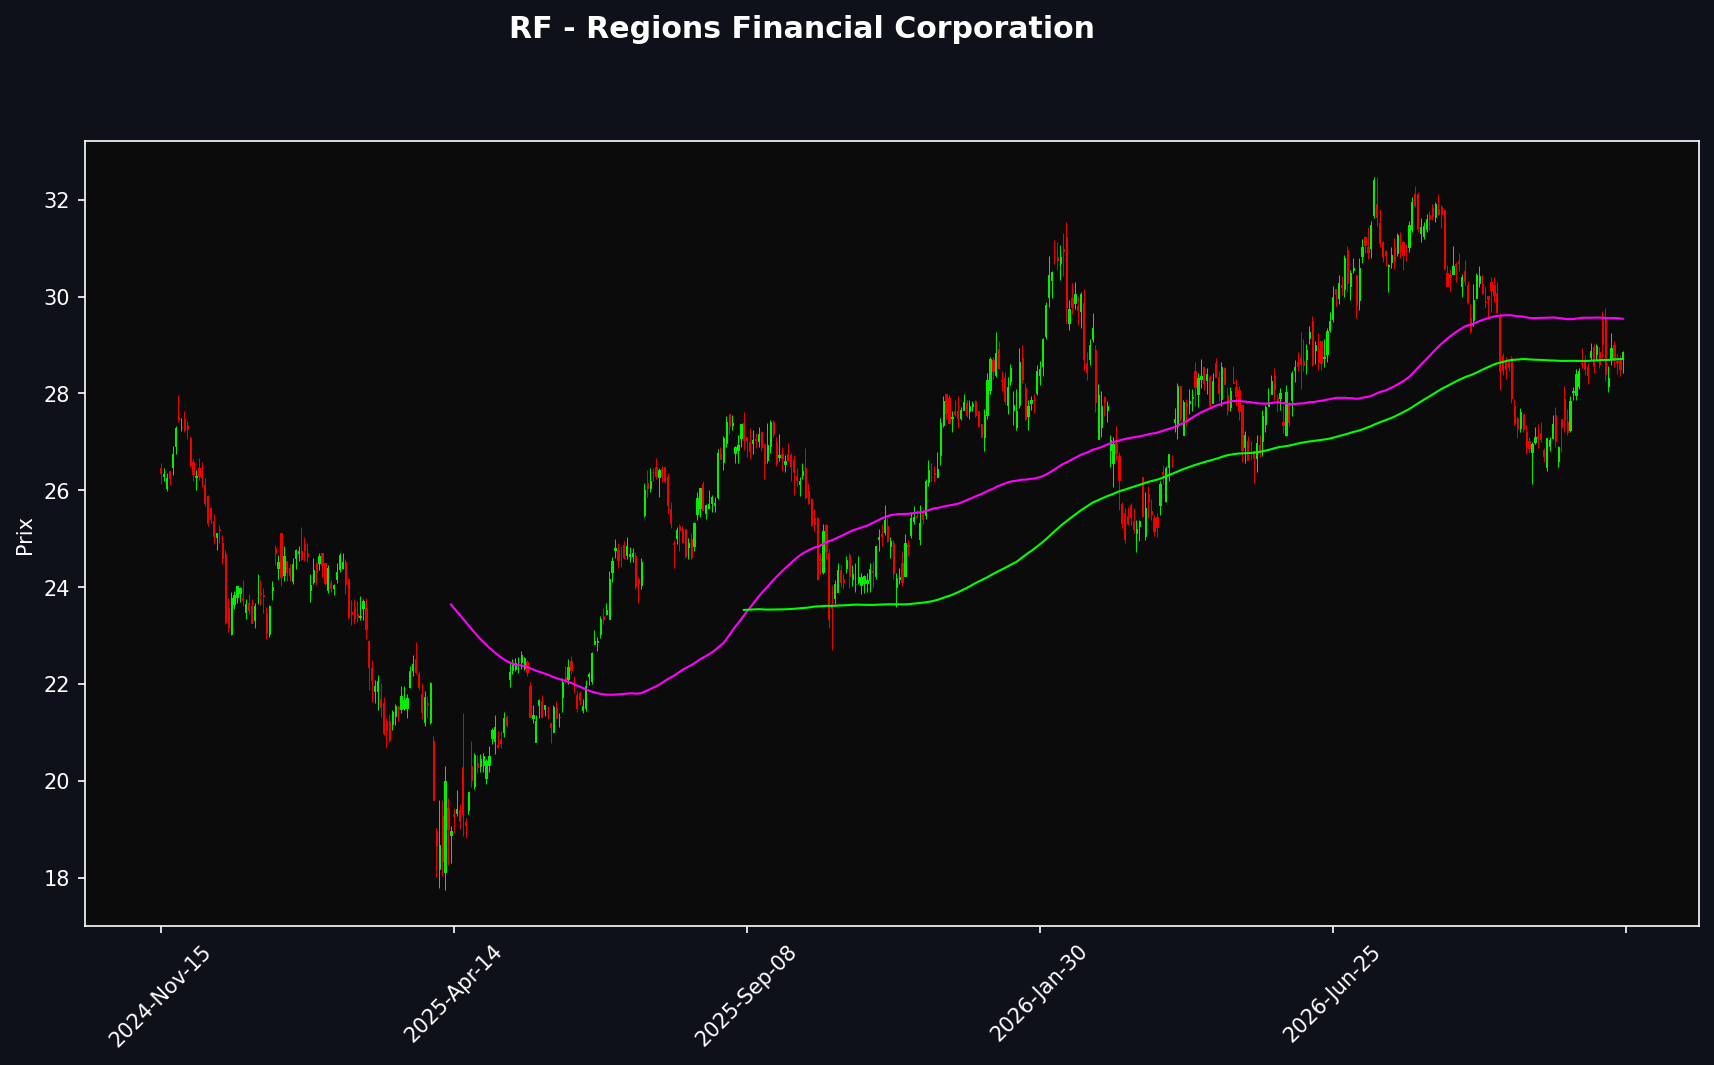 RF - Regions Financial Corporation
Prix
32
30
28
26
24
22
20
18
2024-Nov-15
2025-Apr-14
2025-Sep-08
2026-Jan-30
2026-Jun-25